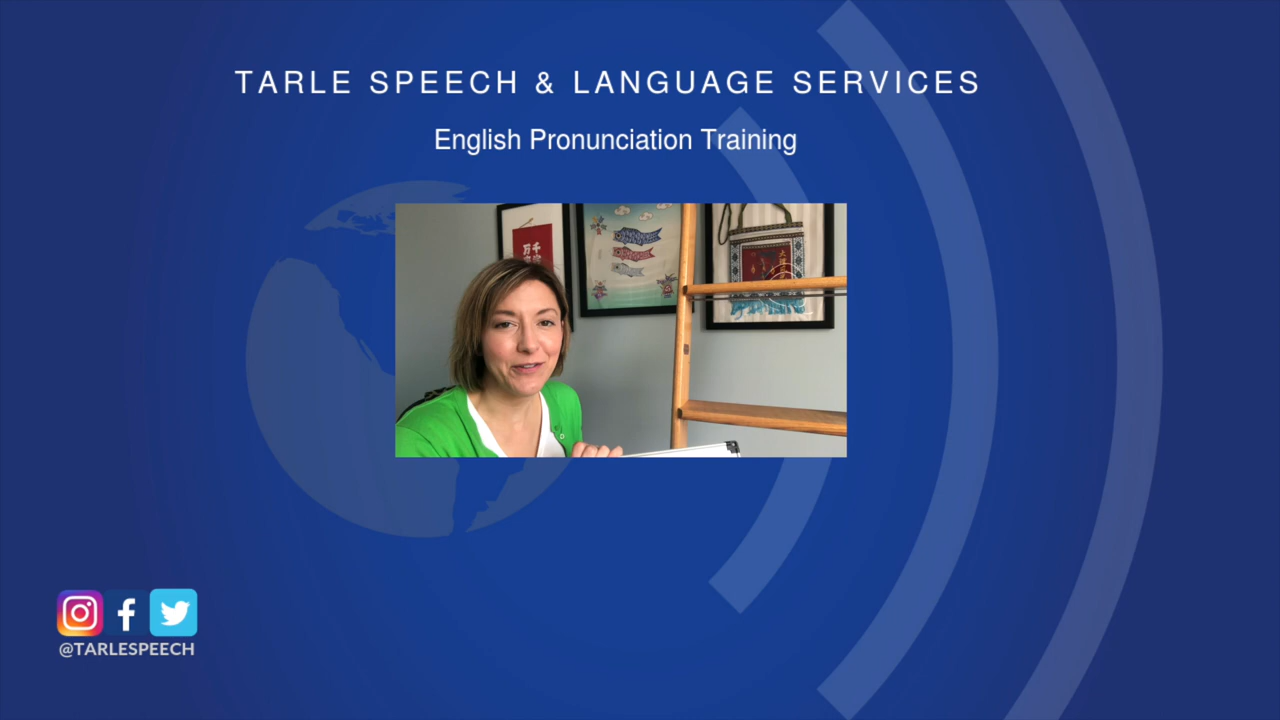 TARLE SPEECH & LANGUAGE SERVICES
English Pronunciation Training
@TARLESPEECH